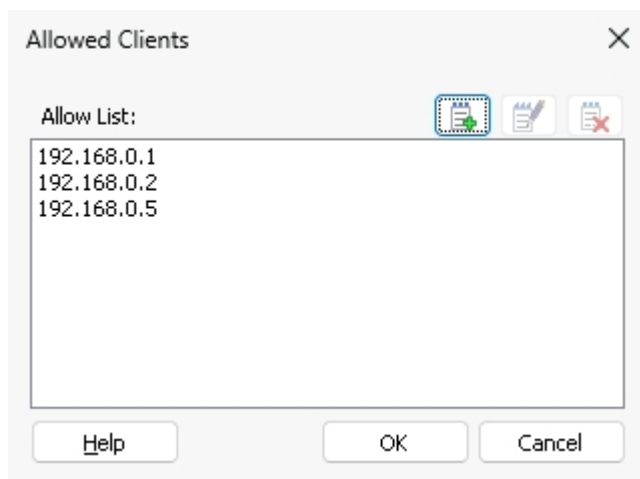 Allowed Clients
Allow List:
192.168.0.1
192.168.0.2
192.168.0.5
Help
OK
Cancel